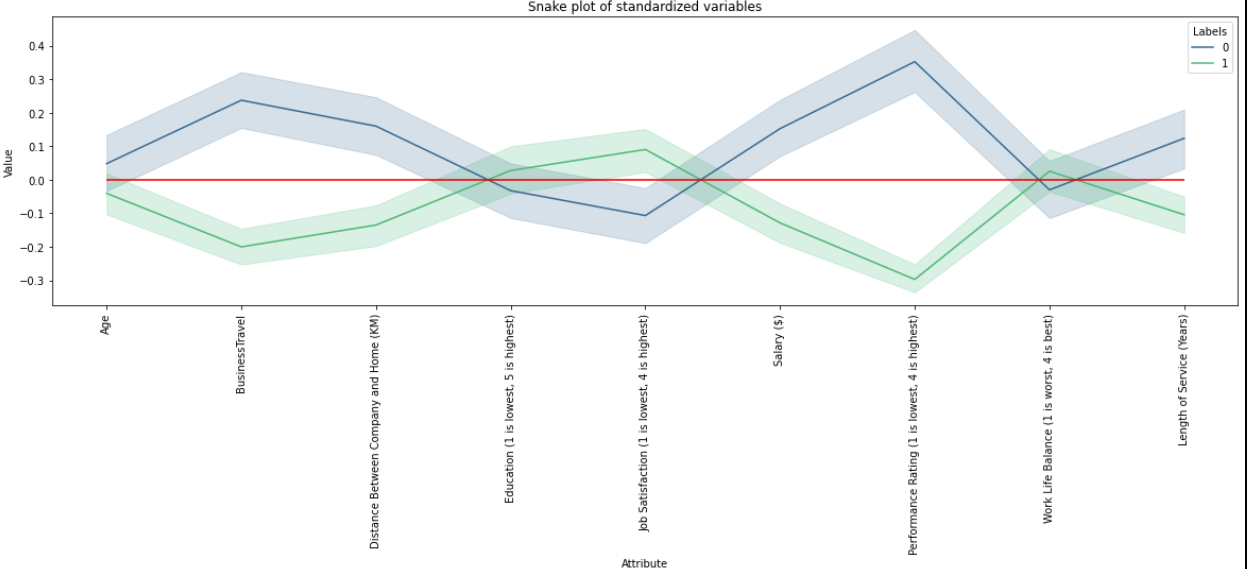 Snake plot of standardized variables
Labels
0
1
0.4
0.3
0.2
0.1
0.0
-0.1
-0.2
-0.3
Value
Age
BusinessTravel
Distance Between Company and Home (KM)
Education (1 is lowest, 5 is highest)
Job Satisfaction (1 is lowest, 4 is highest)
Salary ($)
Performance Rating (1 is lowest, 4 is highest)
Work Life Balance (1 is worst, 4 is best)
Length of Service (Years)
Attribute